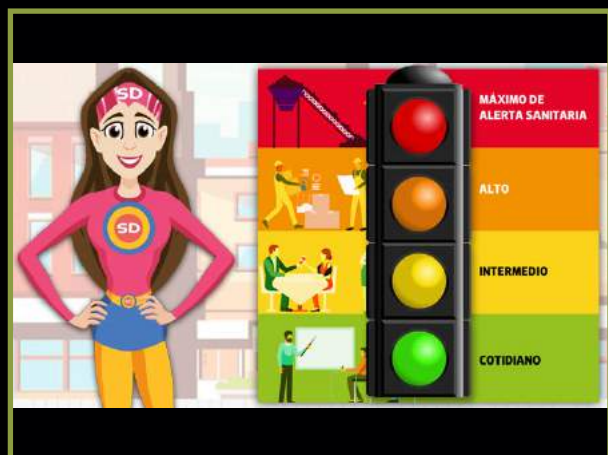 SD
SD
MÁXIMO DE
ALERTA SANITARIA
ALTO
INTERMEDIO
COTIDIANO